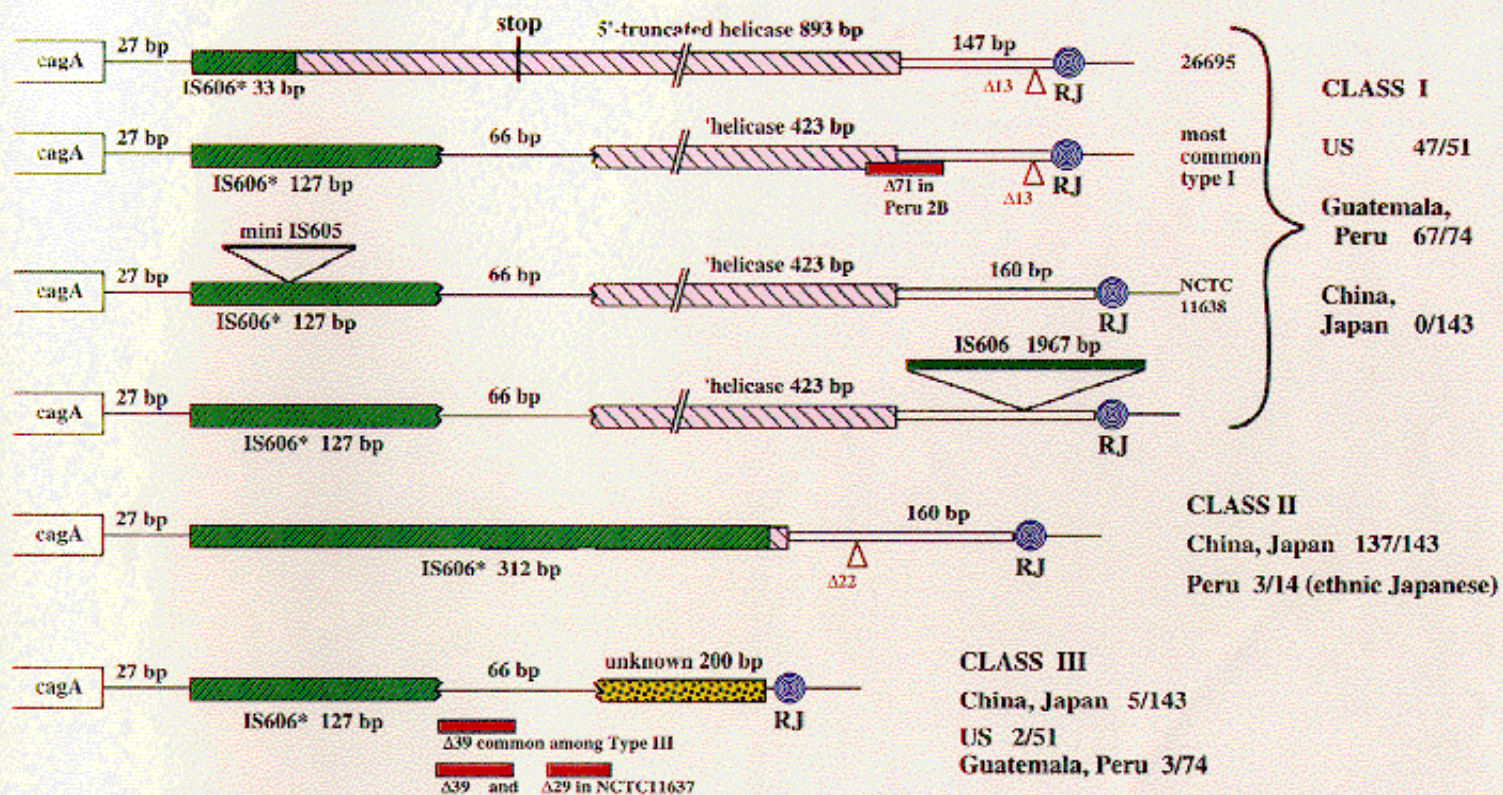 stop
27 bp
5'-truncated helicase 893 bp
147 bp
cagA
26695
IS606* 33 bp
Δ13
RJ
CLASS I
27 bp
66 bp
'helicase 423 bp
most
common
type I
cagA
US 47/51
IS606* 127 bp
Δ71 in
Peru 2B
Δ13
RJ
Guatemala,
Peru 67/74
mini IS605
27 bp
66 bp
'helicase 423 bp
160 bp
cagA
NCTC
11638
IS606* 127 bp
RJ
China,
Japan 0/143
IS606 1967 bp
27 bp
66 bp
'helicase 423 bp
cagA
IS606* 127 bp
RJ
27 bp
160 bp
cagA
IS606* 312 bp
Δ22
RJ
CLASS II
China, Japan 137/143
Peru 3/14 (ethnic Japanese)
27 bp
66 bp
unknown 200 bp
cagA
IS606* 127 bp
RJ
Δ39 common among Type III
Δ39 and Δ29 in NCTC11637
CLASS III
China, Japan 5/143
US 2/51
Guatemala, Peru 3/74